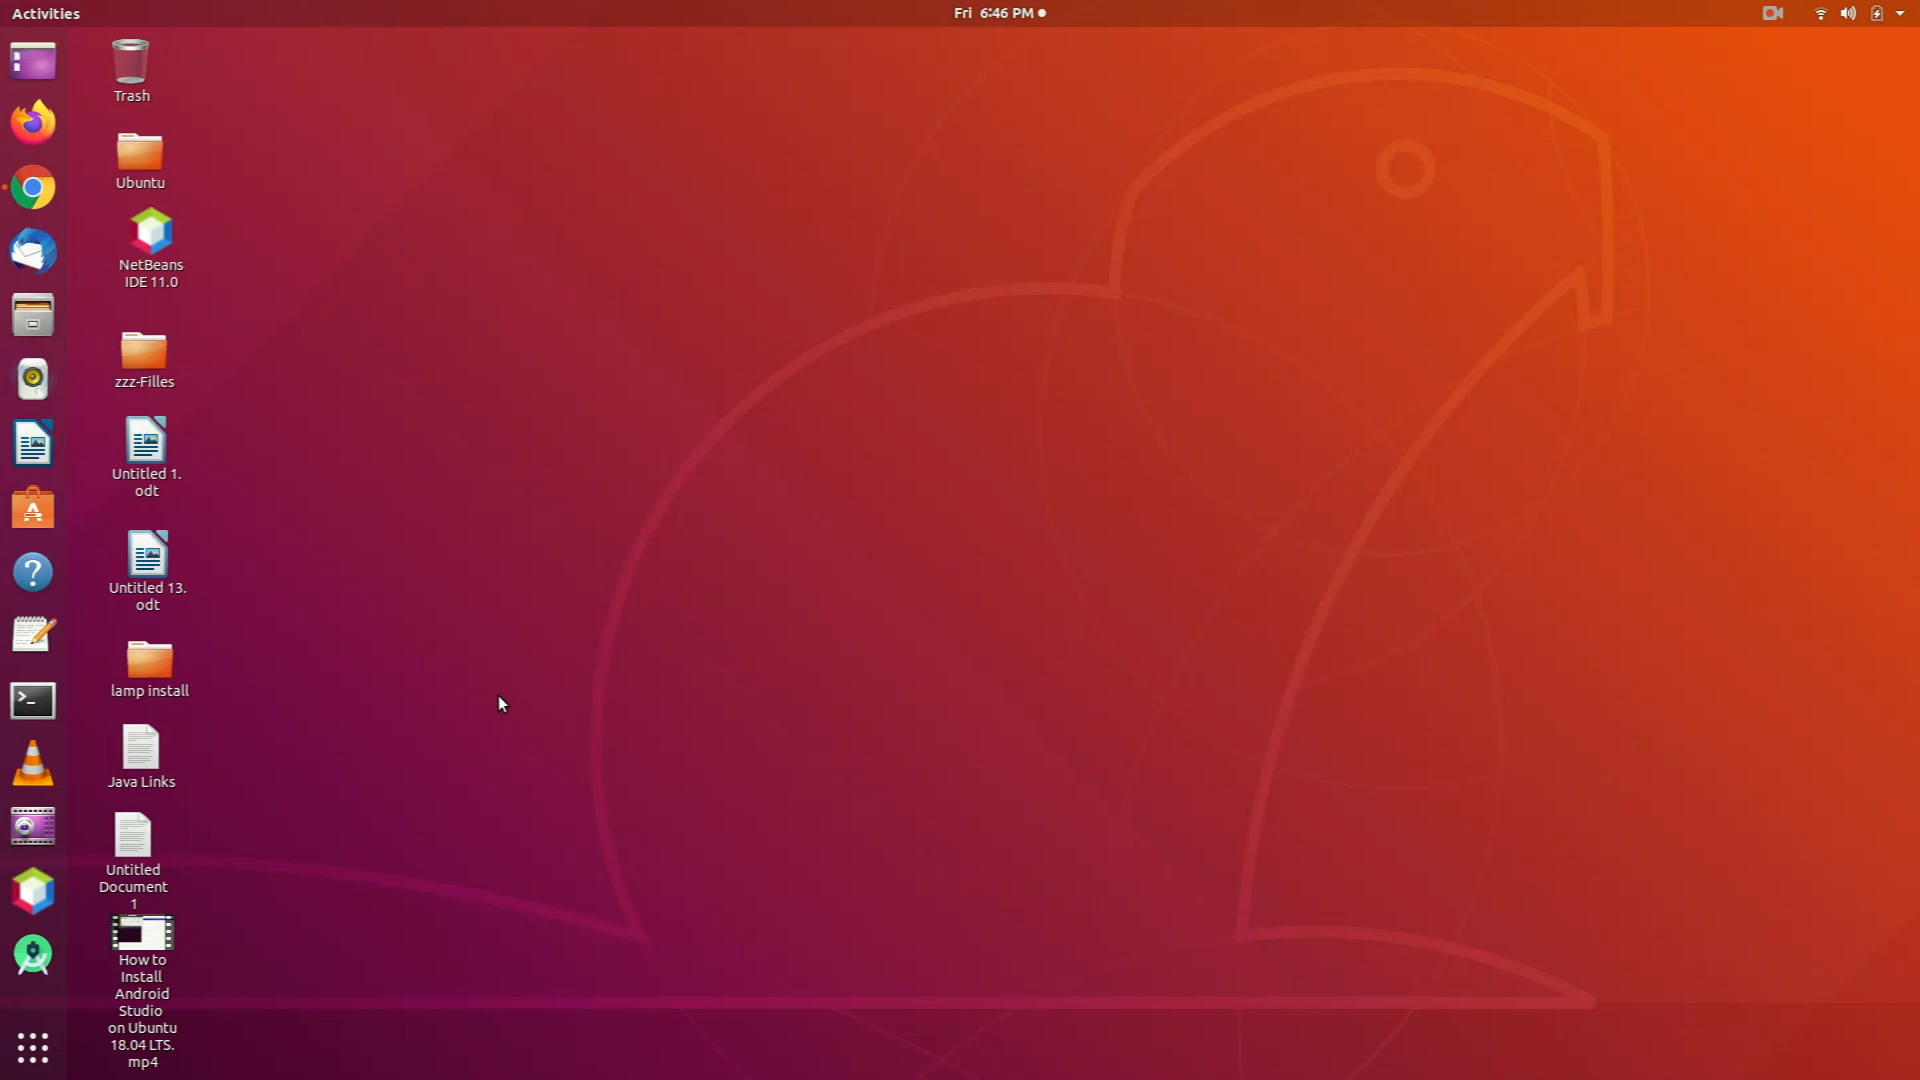 Activities
Fri 6:46 PM
Trash
Ubuntu
NetBeans
IDE 11.0
zzz-Filles
Untitled 1.
odt
Untitled 13.
odt
lamp install
Java Links
Untitled
Document
1
How to
Install
Android
Studio
on Ubuntu
18.04 LTS.
mp4